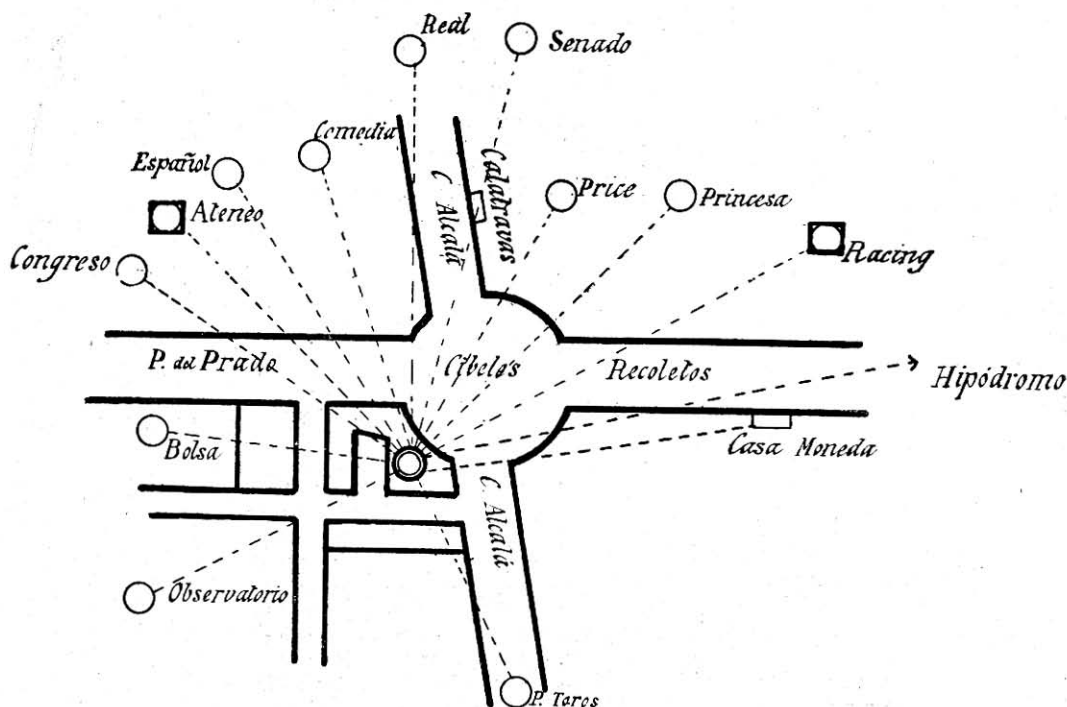 Real
Senado
Comedia
Español
Ateneo
Congreso
C. Alcalá
Calatravas
Price
Princesa
Racing
P. del Prado
Cibeles
Recoletos
Hipódromo
Bolsa
Casa Moneda
C. Alcalá
Observatorio
P. Toros